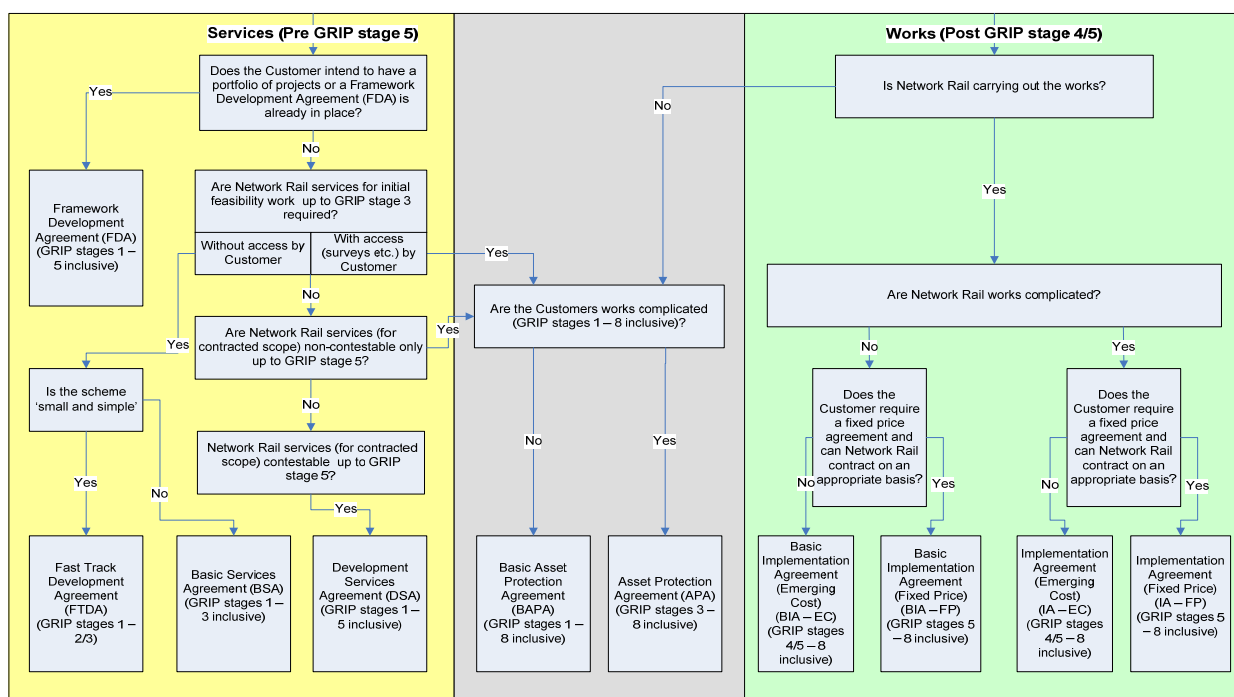 Services (Pre GRIP stage 5)
Does the Customer intend to have a
portfolio of projects or a Framework
Development Agreement (FDA) is
already in place?
Yes
No
Framework
Development
Agreement (FDA)
(GRIP stages 1 –
5 inclusive)
Are Network Rail services for initial
feasibility work up to GRIP stage 3
required?
Without access by
Customer
With access
(surveys etc.) by
Customer
Yes
No
Are Network Rail services (for
contracted scope) non-contestable only
up to GRIP stage 5?
Yes
Yes
Is the scheme
‘small and simple’
No
Network Rail services (for contracted
scope) contestable up to GRIP
stage 5?
Yes
No
Yes
Fast Track
Development
Agreement
(FTDA)
(GRIP stages 1 –
2/3)
Basic Services
Agreement (BSA)
(GRIP stages 1 –
3 inclusive)
Development
Services
Agreement (DSA)
(GRIP stages 1 –
5 inclusive)
No
Are the Customers works complicated
(GRIP stages 1 – 8 inclusive)?
No
Yes
Basic Asset
Protection
Agreement
(BAPA)
(GRIP stages 1 –
8 inclusive)
Asset Protection
Agreement (APA)
(GRIP stages 3 –
8 inclusive)
Works (Post GRIP stage 4/5)
Is Network Rail carrying out the works?
Yes
Are Network Rail works complicated?
No
Yes
Does the
Customer require
a fixed price
agreement and
can Network Rail
contract on an
appropriate basis?
No
Yes
Does the
Customer require
a fixed price
agreement and
can Network Rail
contract on an
appropriate basis?
No
Yes
Basic
Implementation
Agreement
(Emerging
Cost)
(BIA – EC)
(GRIP stages
4/5 – 8
inclusive)
Basic
Implementation
Agreement
(Fixed Price)
(BIA – FP)
(GRIP stages 5
– 8 inclusive)
Implementation
Agreement
(Emerging
Cost)
(IA – EC)
(GRIP stages
4/5 – 8
inclusive)
Implementation
Agreement
(Fixed Price)
(IA – FP)
(GRIP stages 5
– 8 inclusive)